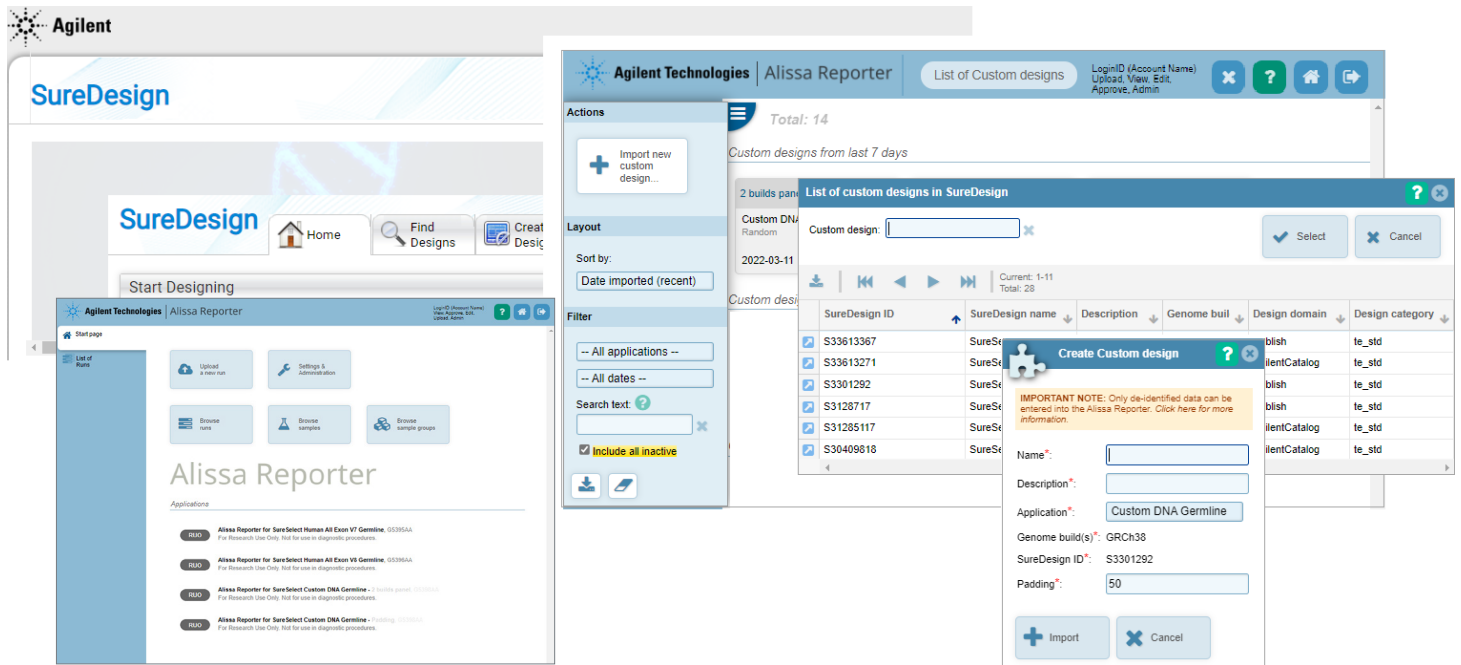 Agilent
SureDesign
SureDesign
Home
Find
Designs
Creat
Desig
Start Designing
Agilent Technologies Alissa Reporter
LoginID (Account Name)
View Approve, Edit,
Upload, Admin
?
Start page
List of
Runs
Upload
a new run
Settings &
Administration
Browse
runs
Browse
samples
Browse
sample groups
Alissa Reporter
Applications
RUO
Alissa Reporter for SureSelect Human All Exon V7 Germline, G5395AA
For Research Use Only. Not for use in diagnostic procedures.
RUO
Alissa Reporter for SureSelect Human All Exon V8 Germline, G5396AA
For Research Use Only. Not for use in diagnostic procedures.
RUO
Alissa Reporter for SureSelect Custom DNA Germline - 2 builds panel,
For Research Use Only. Not for use in diagnostic procedures.
RUO
Alissa Reporter for SureSelect Custom DNA Germline - Padding,
For Research Use Only. Not for use in diagnostic procedures.
Agilent Technologies Alissa Reporter
List of Custom designs
LoginID (Account Name)
Upload, View, Edit,
Approve, Admin
?
Actions
Import new
custom
design...
Layout
Sort by:
Date imported (recent)
Filter
-- All applications --
-- All dates --
Search text: ?
Include all inactive
Total: 14
Custom designs from last 7 days
2 builds pane
Custom DNA
Random
2022-03-11
Custom desi
List of custom designs in SureDesign
?
Custom design:
Select
Cancel
Current: 1-11
Total: 28
SureDesign ID SureDesign name Description Genome buil Design domain Design category
S33613367 SureSe blish te_std
S33613271 SureSe ilentCatalog te_std
S3301292 SureSe blish te_std
S3128717 SureSe blish te_std
S31285117 SureSe ilentCatalog te_std
S30409818 SureSe ilentCatalog te_std
Create Custom design
?
IMPORTANT NOTE: Only de-identified data can be
entered into the Alissa Reporter. Click here for more
information.
Name*:
Description*:
Application*: Custom DNA Germline
Genome build(s)*: GRCh38
SureDesign ID*: S3301292
Padding*: 50
Import
Cancel